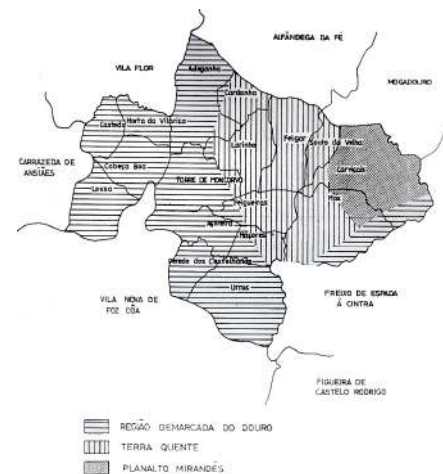 ALFÂNDEGA DA FÉ
VILA FLOR
Adeganha
MOGADOURO
Cardanha
Horta da Vilariça
Castedo
Felgar
Souto da Velha
Larinho
CARRAZEDA DE
ANSIÃES
Cabeça Boa
Carviçais
TORRE DE MONCORVO
Lousa
Felgueiras
Mós
Açoreira
Maçores
Peredo dos Castelhanos
Urros
VILA NOVA DE
FOZ CÔA
FREIXO DE ESPADA
À CINTRA
FIGUEIRA DE
CASTELO RODRIGO
REGIÃO DEMARCADA DO DOURO
TERRA QUENTE
PLANALTO MIRANDÊS